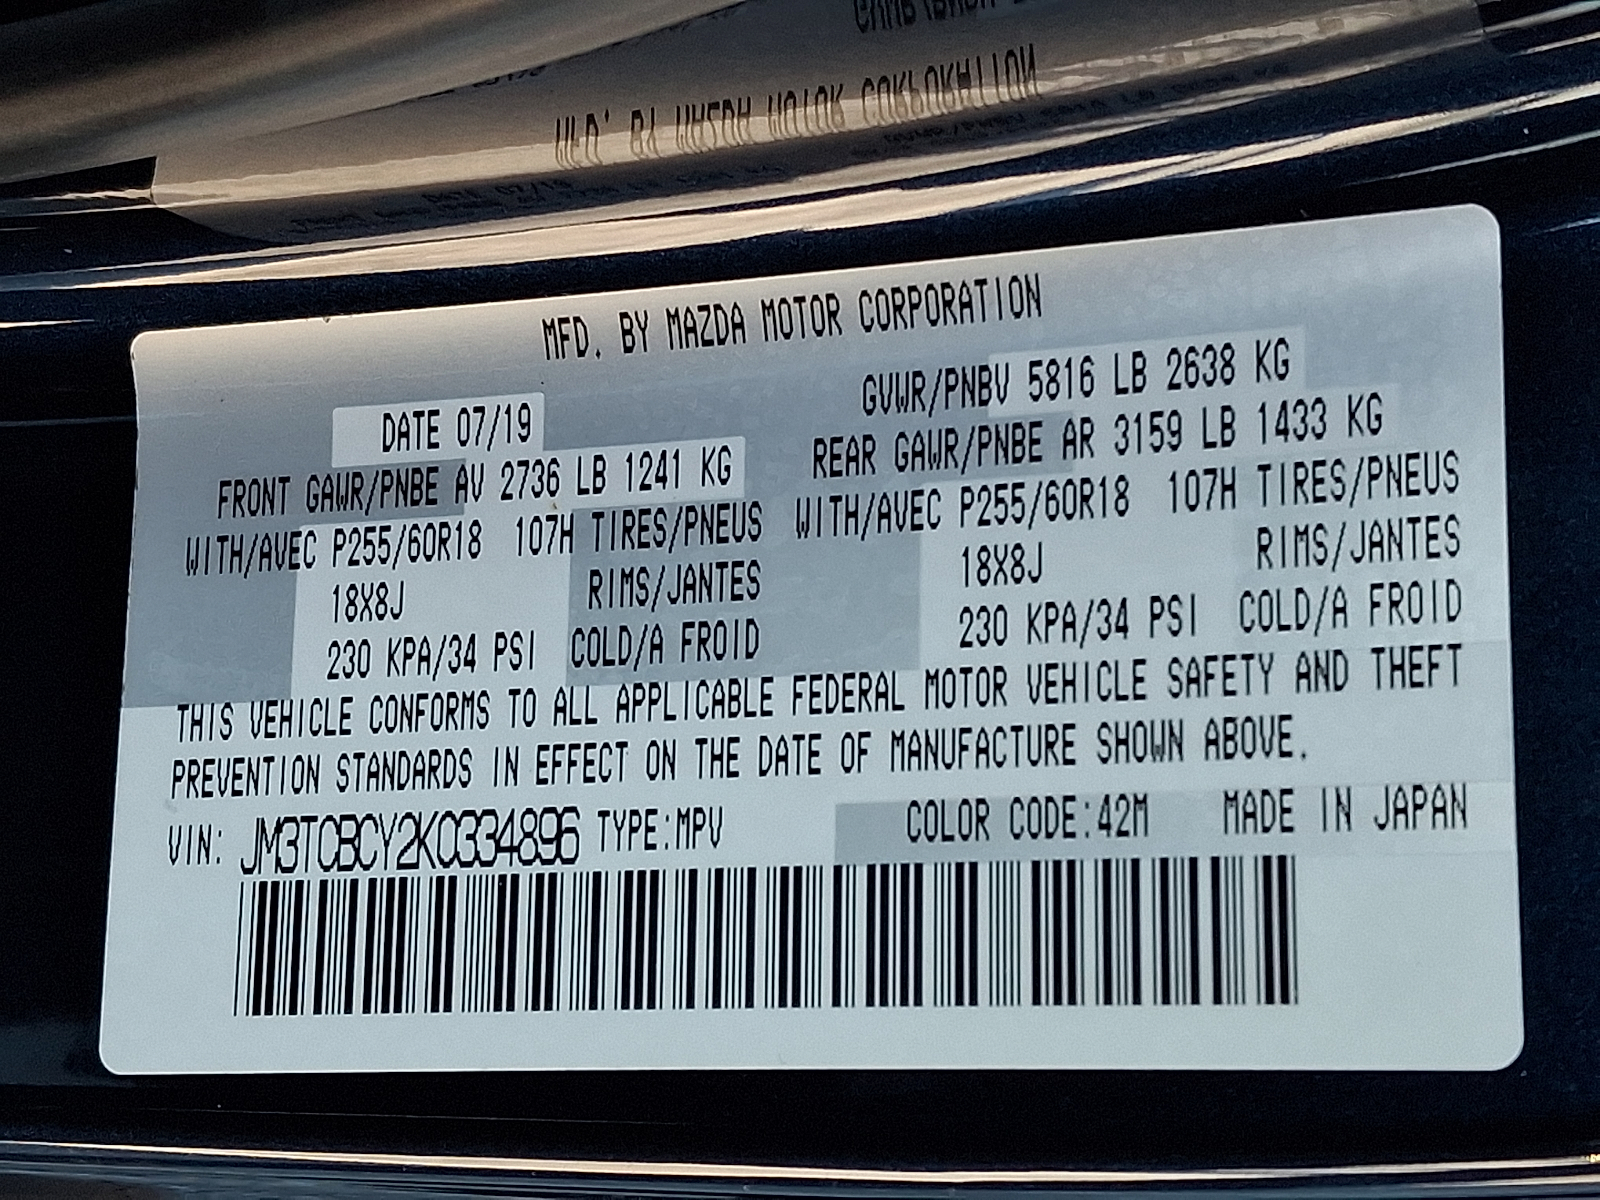 MFD. BY MAZDA MOTOR CORPORATION
DATE 07/19 GVWR/PNBV 5816 LB 2638 KG
FRONT GAWR/PNBE AV 2736 LB 1241 KG REAR GAWR/PNBE AR 3159 LB 1433 KG
WITH/AVEC P255/60R18 107H TIRES/PNEUS WITH/AVEC P255/60R18 107H TIRES/PNEUS
18X8J RIMS/JANTES 18X8J RIMS/JANTES
230 KPA/34 PSI COLD/A FROID 230 KPA/34 PSI COLD/A FROID
THIS VEHICLE CONFORMS TO ALL APPLICABLE FEDERAL MOTOR VEHICLE SAFETY AND THEFT
PREVENTION STANDARDS IN EFFECT ON THE DATE OF MANUFACTURE SHOWN ABOVE.
VIN: JM3TCBCY2K0334896 TYPE:MPV COLOR CODE:42M MADE IN JAPAN